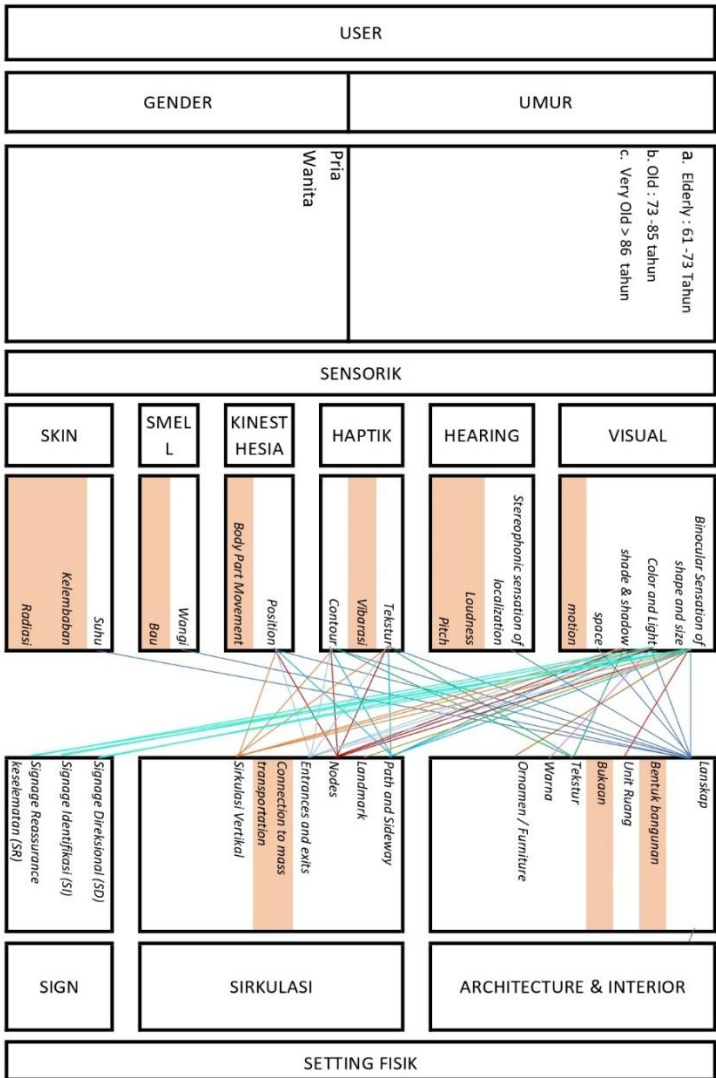 USER
GENDER
UMUR
Pria
Wanita
a. Elderly : 61 -73 Tahun
b. Old : 73 -85 tahun
c. Very Old > 86 tahun
SENSORIK
SKIN
SMEL
L
KINEST
HESIA
HAPTIK
HEARING
VISUAL
Suhu
Kelembaban
Radiasi
Wangi
Bau
Position
Body Part Movement
Tekstur
Vibarasi
Contour
Stereophonic sensation of
localization
Loudness
Pitch
Binocular Sensation of
shape and size
Color and Light
shade & shadow
space
motion
Signage Direksional (SD)
Signage Identifikasi (SI)
Signage Reassurance
keselematan (SR)
Path and Sideway
Landmark
Nodes
Entrances and exits
Connection to mass
transportation
Sirkulasi Vertikal
Lanskap
Bentuk bangunan
Unit Ruang
Bukaan
Tekstur
Warna
Ornamen / Furniture
SIGN
SIRKULASI
ARCHITECTURE & INTERIOR
SETTING FISIK